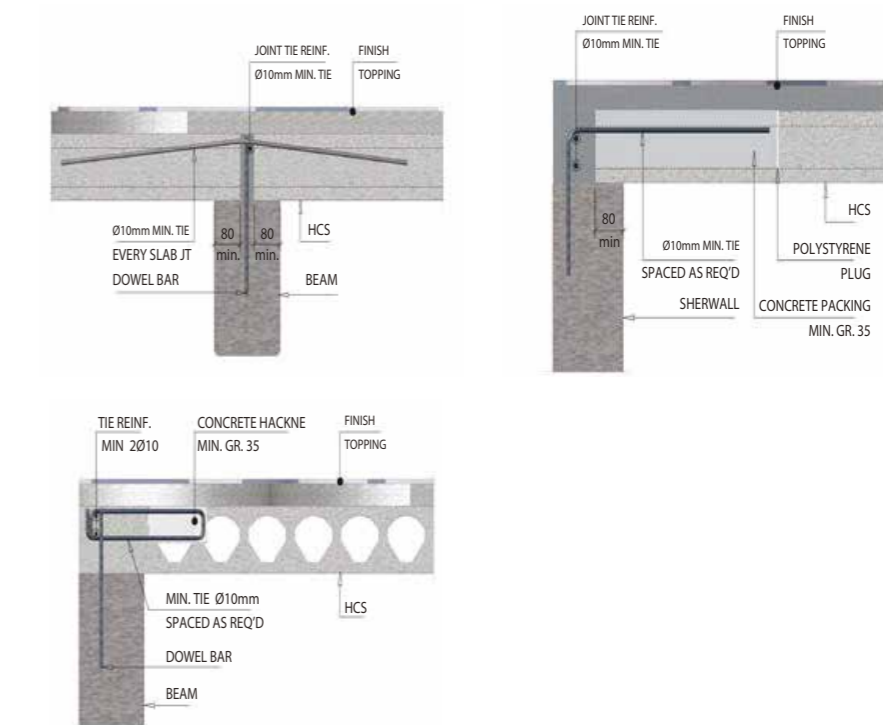 JOINT TIE REINF.
Ø10mm MIN. TIE
FINISH
TOPPING
Ø10mm MIN. TIE
EVERY SLAB JT
DOWEL BAR
80
min.
80
min.
HCS
BEAM
JOINT TIE REINF.
Ø10mm MIN. TIE
FINISH
TOPPING
80
min
Ø10mm MIN. TIE
SPACED AS REQ'D
SHERWALL
HCS
POLYSTYRENE
PLUG
CONCRETE PACKING
MIN. GR. 35
TIE REINF.
MIN 2Ø10
CONCRETE HACKNE
MIN. GR. 35
FINISH
TOPPING
MIN. TIE Ø10mm
SPACED AS REQ'D
DOWEL BAR
BEAM
HCS